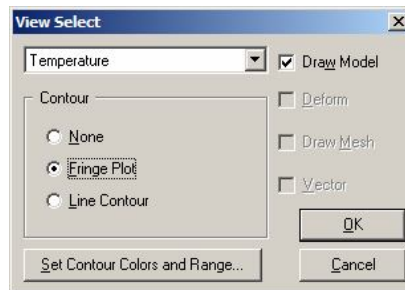 View Select
Temperature
Draw Model
Contour
Deform
None
Draw Mesh
Fringe Plot
Vector
Line Contour
OK
Set Contour Colors and Range...
Cancel